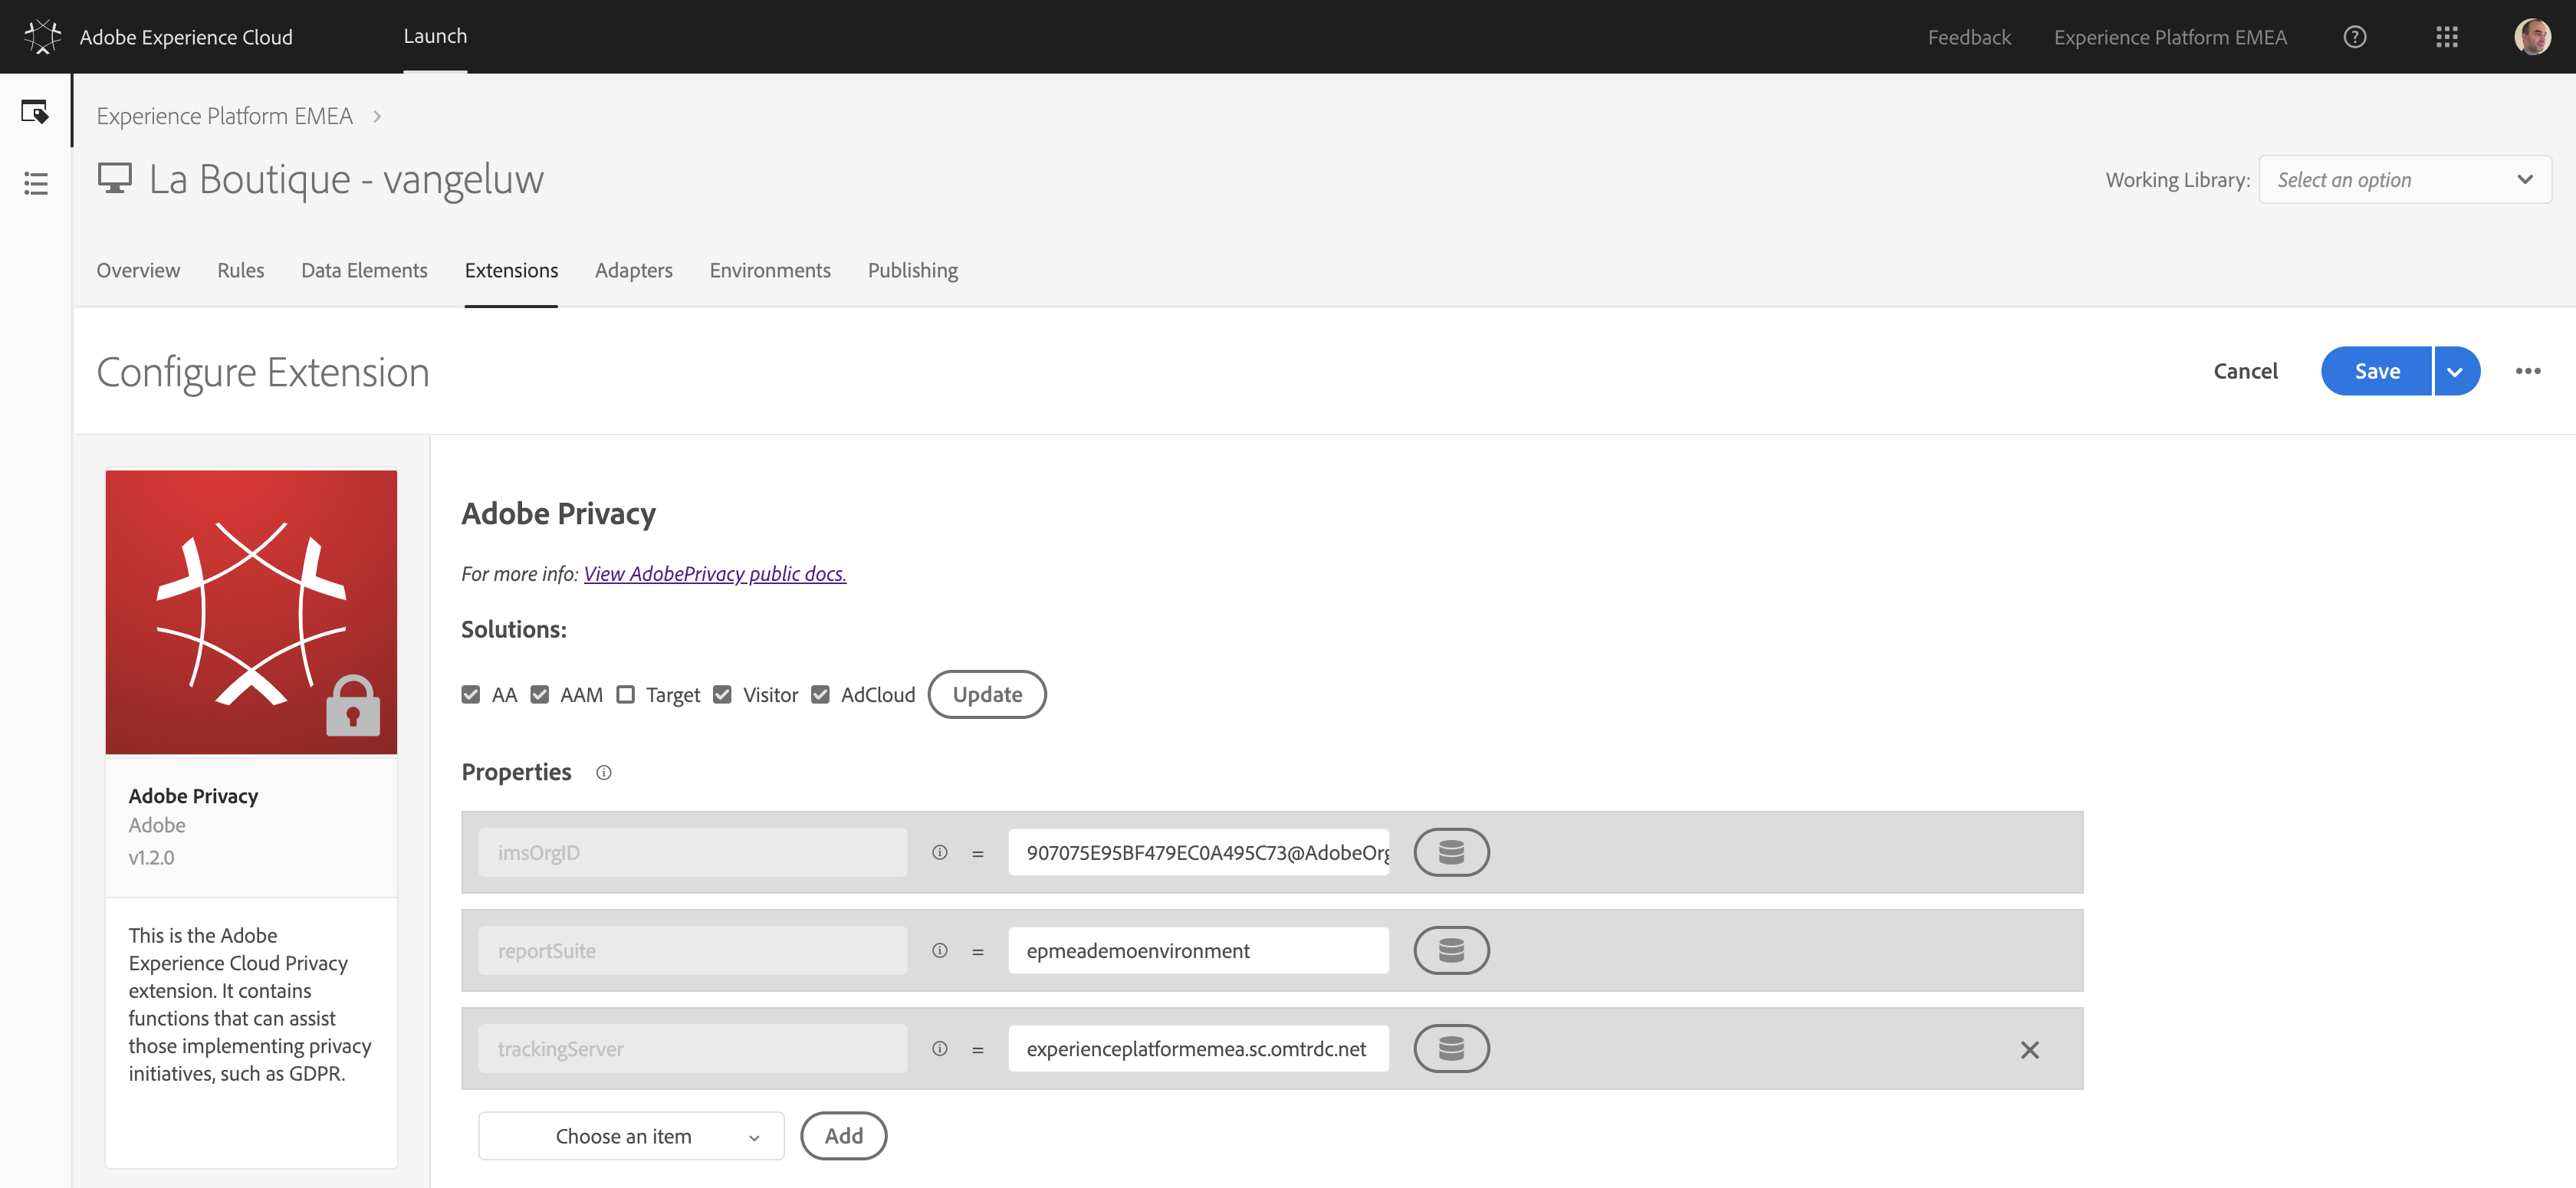 Adobe Experience Cloud Launch Feedback Experience Platform EMEA
Experience Platform EMEA
La Boutique - vangeluw
Working Library: Select an option
Overview Rules Data Elements Extensions Adapters Environments Publishing
Configure Extension
Cancel Save
Adobe Privacy
Adobe
v1.2.0
This is the Adobe
Experience Cloud Privacy
extension. It contains
functions that can assist
those implementing privacy
initiatives, such as GDPR.
Adobe Privacy
For more info: View AdobePrivacy public docs.
Solutions:
AA AAM Target Visitor AdCloud Update
Properties
imsOrgID = 907075E95BF479EC0A495C73@AdobeOrg
reportSuite = epmeademoenvironment
trackingServer = experienceplatformemea.sc.omtrdc.net
Choose an item Add